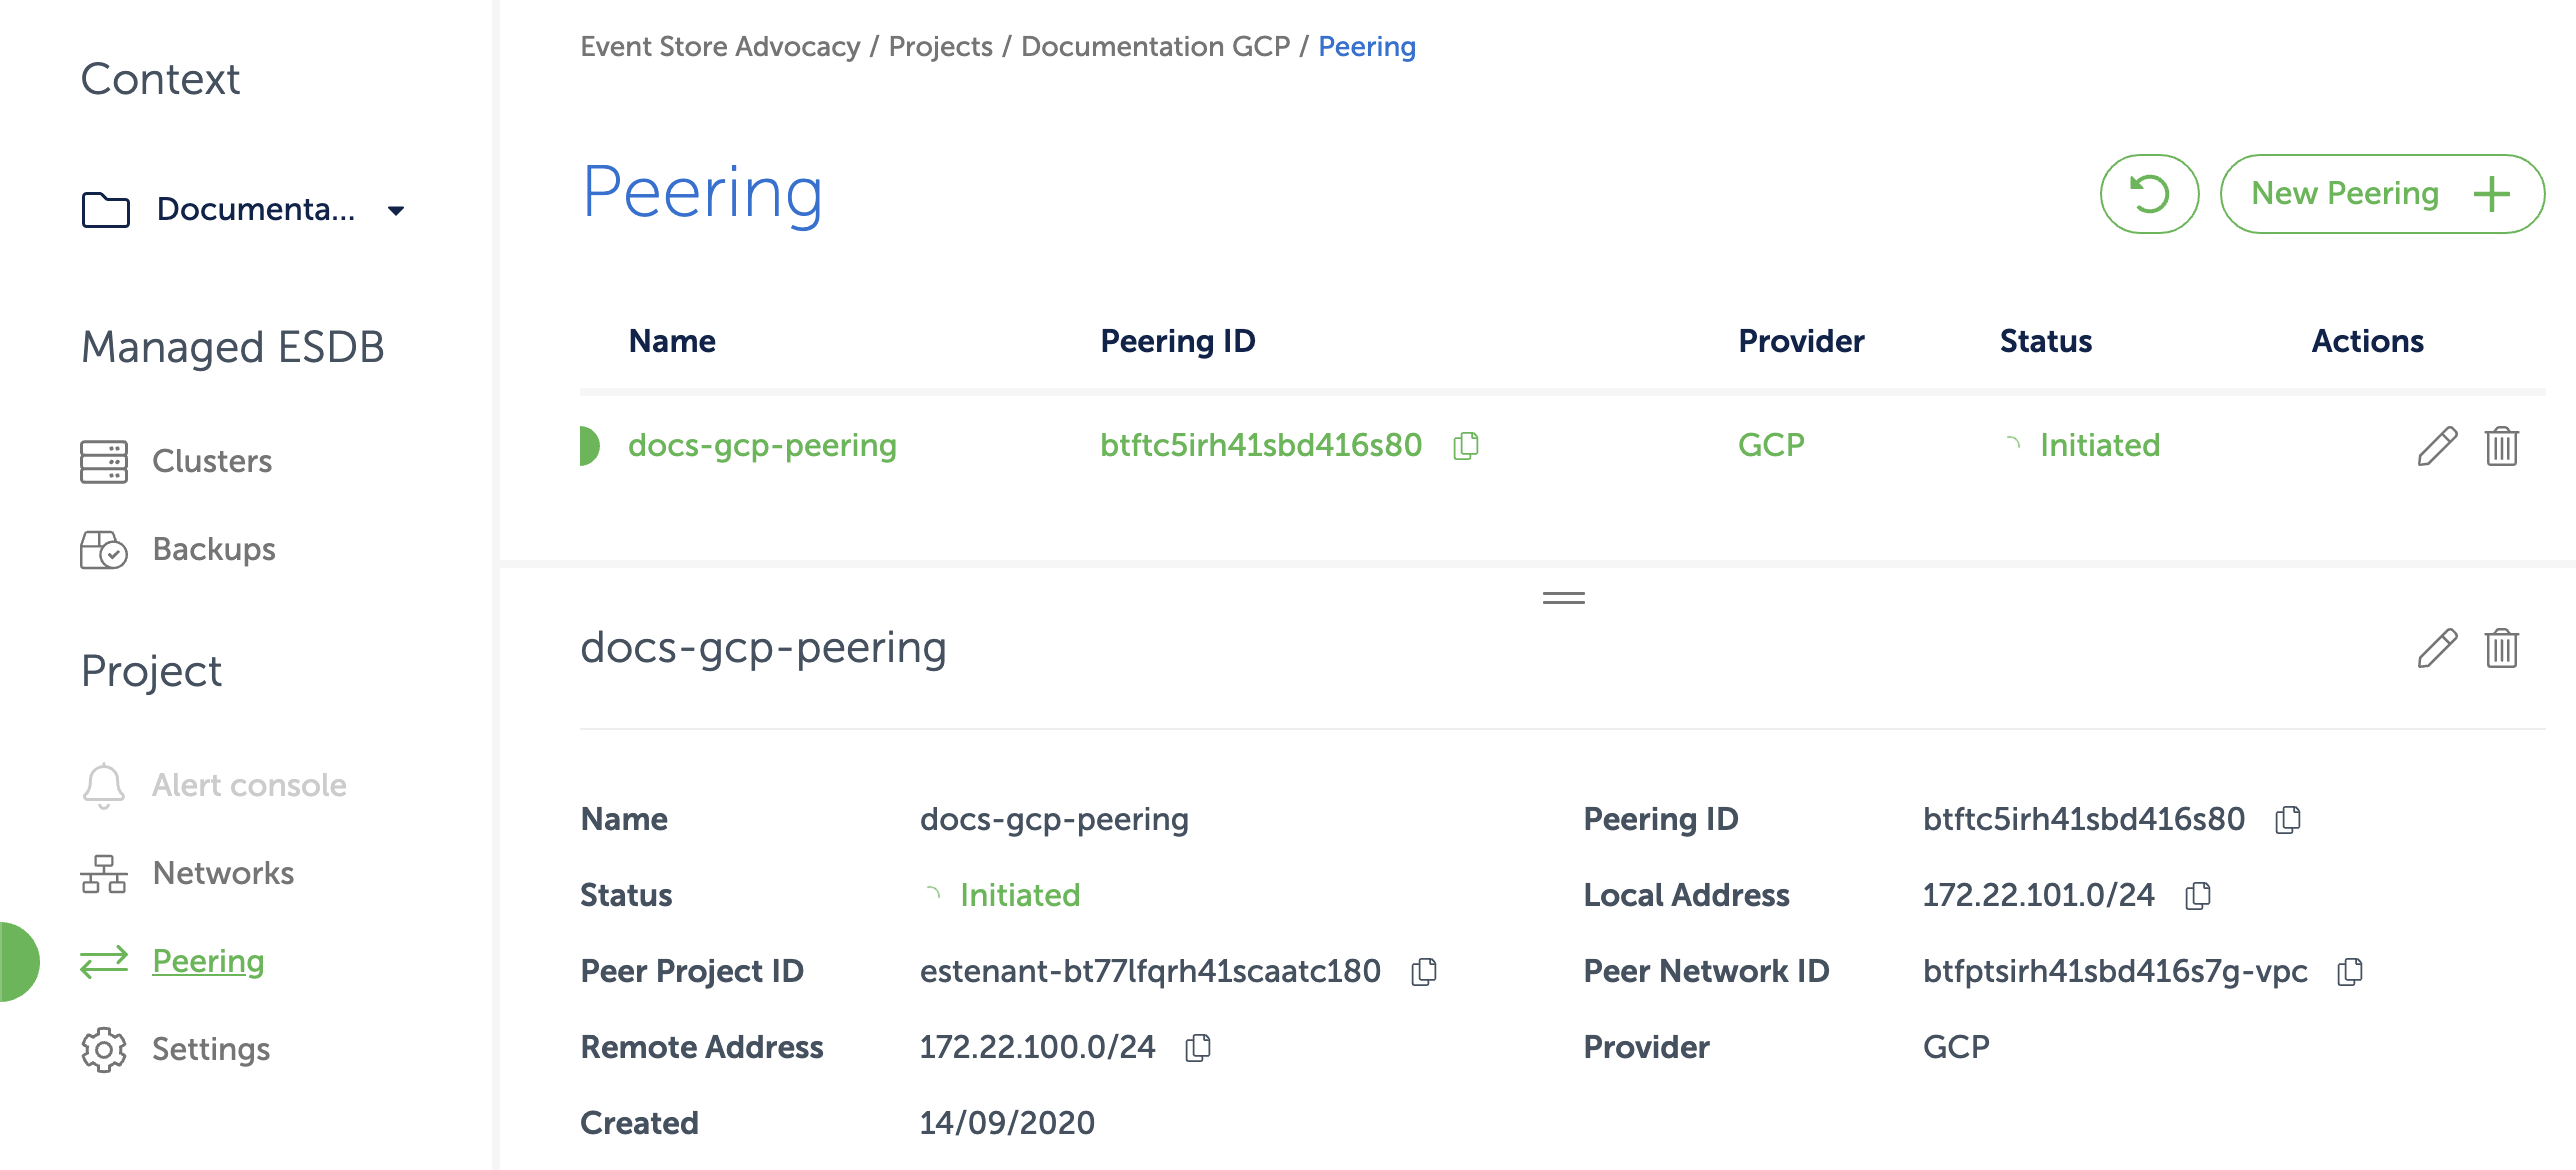 Context
Documenta...
Managed ESDB
Clusters
Backups
Project
Alert console
Networks
Peering
Settings
Event Store Advocacy / Projects / Documentation GCP / Peering
Peering
New Peering
Name Peering ID Provider Status Actions
docs-gcp-peering btftc5irh41sbd416s80 GCP Initiated
docs-gcp-peering
Name docs-gcp-peering Peering ID btftc5irh41sbd416s80
Status Initiated Local Address 172.22.101.0/24
Peer Project ID estenant-bt77lfqrh41scaatc180 Peer Network ID btfptsirh41sbd416s7g-vpc
Remote Address 172.22.100.0/24 Provider GCP
Created 14/09/2020